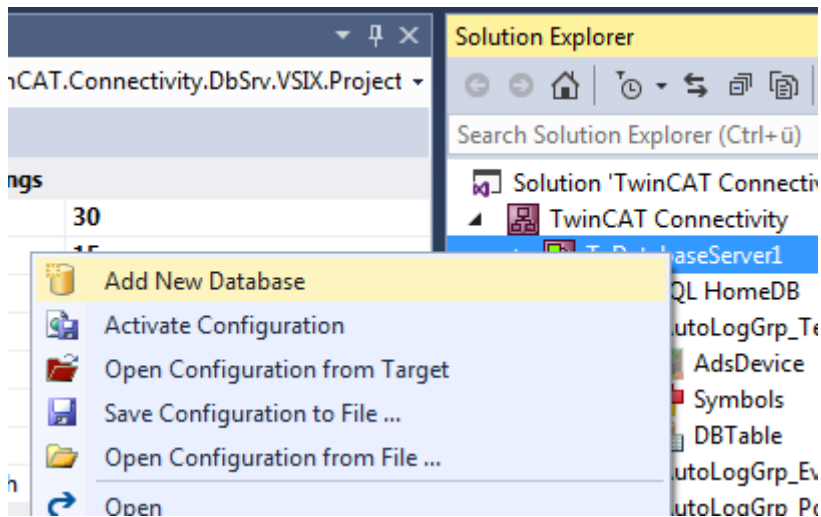 Solution Explorer
nCAT.Connectivity.DbSrv.VSIX.Project
Search Solution Explorer (Ctrl+ü)
ngs
Solution 'TwinCAT Connectiv
30
TwinCAT Connectivity
15
aseServer1
Add New Database
QL HomeDB
Activate Configuration
utoLogGrp_Te
Open Configuration from Target
AdsDevice
Save Configuration to File ...
Symbols
DBTable
Open Configuration from File ...
utoLogGrp_Ev
h
Open
utoLogGrp_Po